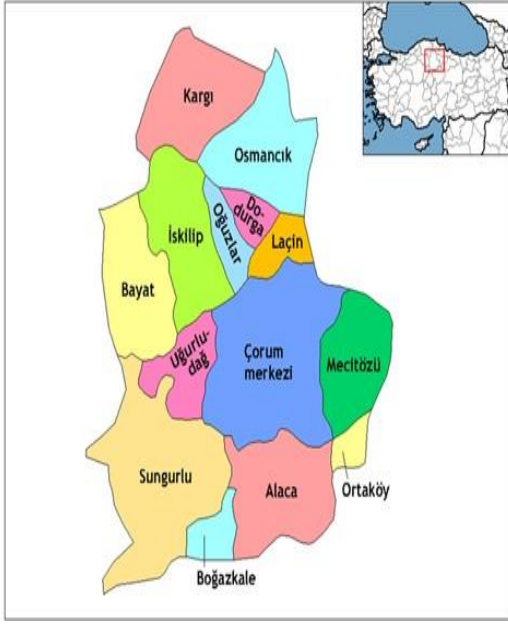 Kargı
Osmancık
Do-
durga
Oğuzlar
İskilip
Laçin
Bayat
Uğurlu-
dağ
Çorum
merkezi
Mecitözü
Sungurlu
Alaca
Ortaköy
Boğazkale